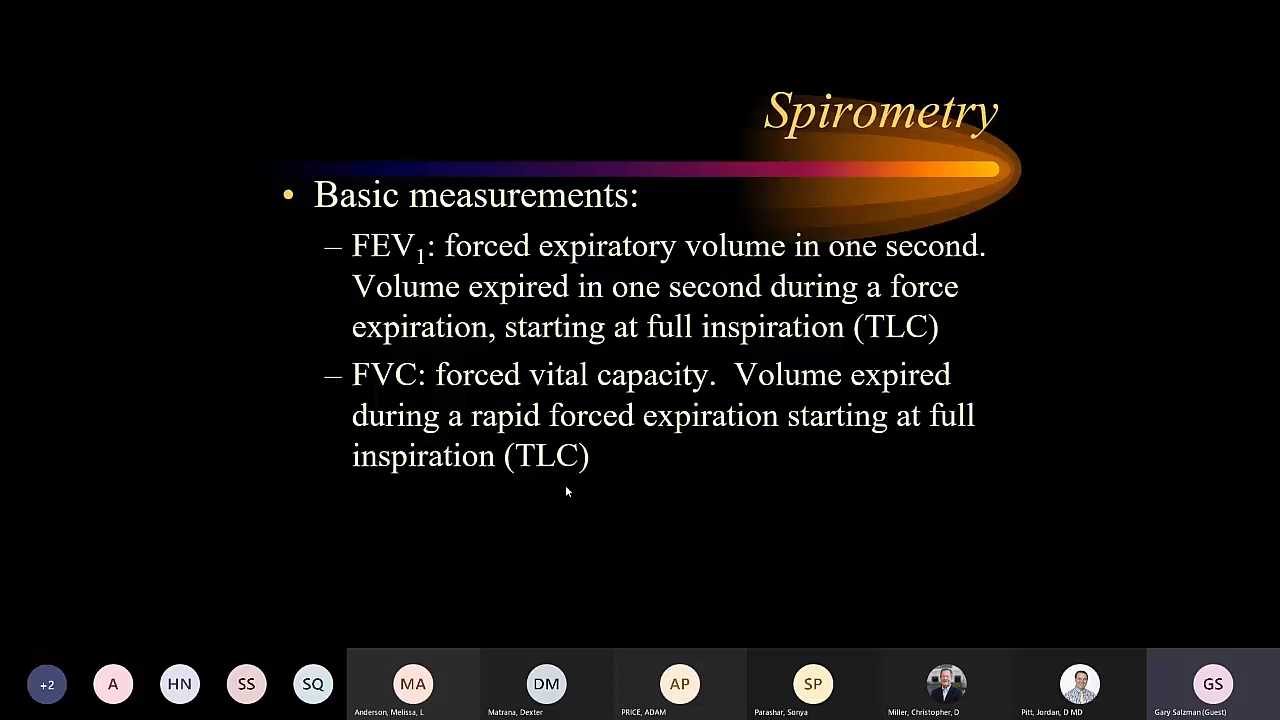 Spirometry
• Basic measurements:
– FEV₁: forced expiratory volume in one second.
Volume expired in one second during a force
expiration, starting at full inspiration (TLC)
– FVC: forced vital capacity.  Volume expired
during a rapid forced expiration starting at full
inspiration (TLC)
+2 A HN SS SQ MA DM AP SP GS
Anderson, Melissa, L Matrana, Dexter PRICE, ADAM Parashar, Sonya Miller, Christopher, D Pitt, Jordan, D MD Gary Salzman (Guest)